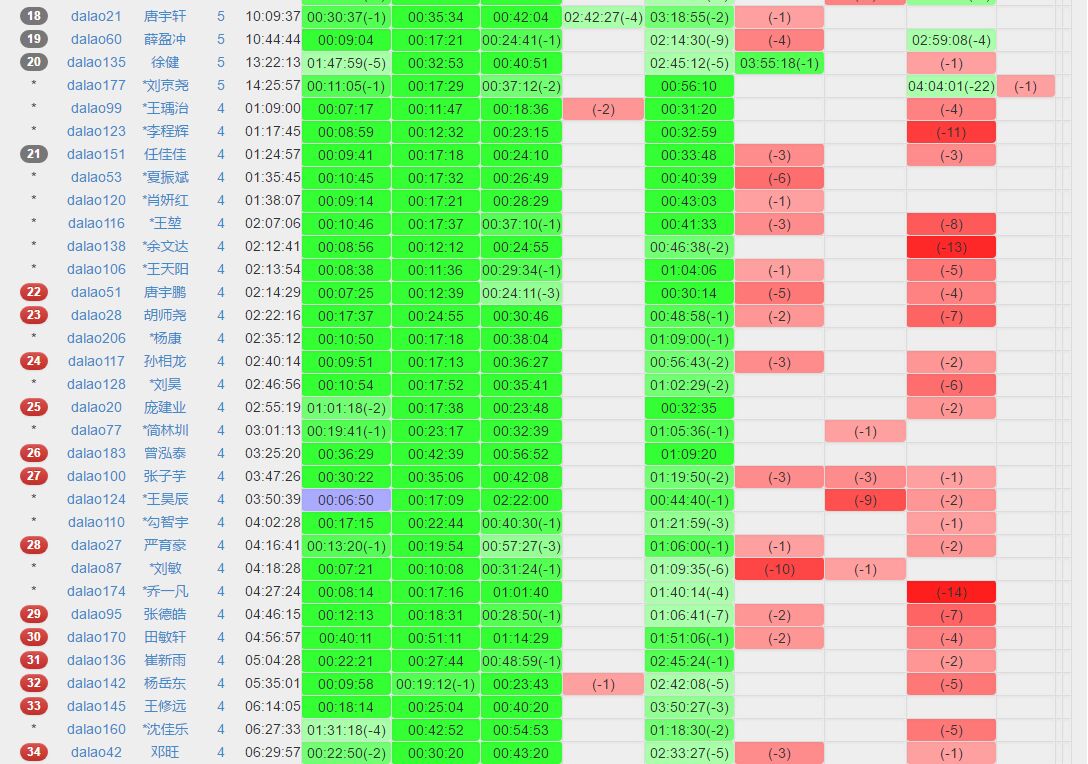 18 dalao21 唐宇轩 5 10:09:37 00:30:37(-1) 00:35:34 00:42:04 02:42:27(-4) 03:18:55(-2) (-1)
19 dalao60 薛盈冲 5 10:44:44 00:09:04 00:17:21 00:24:41(-1) 02:14:30(-9) (-4) 02:59:08(-4)
20 dalao135 徐健 5 13:22:13 01:47:59(-5) 00:32:53 00:40:51 02:45:12(-5) 03:55:18(-1) (-1)
* dalao177 *刘京尧 5 14:25:57 00:11:05(-1) 00:17:29 00:37:12(-2) 00:56:10 04:04:01(-22) (-1)
* dalao99 *王瑀治 4 01:09:00 00:07:17 00:11:47 00:18:36 (-2) 00:31:20 (-4)
* dalao123 *李程辉 4 01:17:45 00:08:59 00:12:32 00:23:15 00:32:59 (-11)
21 dalao151 任佳佳 4 01:24:57 00:09:41 00:17:18 00:24:10 00:33:48 (-3) (-3)
* dalao53 *夏振斌 4 01:35:45 00:10:45 00:17:32 00:26:49 00:40:39 (-6)
* dalao120 *肖妍红 4 01:38:07 00:09:14 00:17:21 00:28:29 00:43:03 (-1)
* dalao116 *王堃 4 02:07:06 00:10:46 00:17:37 00:37:10(-1) 00:41:33 (-3) (-8)
* dalao138 *余文达 4 02:12:41 00:08:56 00:12:12 00:24:55 00:46:38(-2) (-13)
* dalao106 *王天阳 4 02:13:54 00:08:38 00:11:36 00:29:34(-1) 01:04:06 (-1) (-5)
22 dalao51 唐宇鹏 4 02:14:29 00:07:25 00:12:39 00:24:11(-3) 00:30:14 (-5) (-4)
23 dalao28 胡师尧 4 02:22:16 00:17:37 00:24:55 00:30:46 00:48:58(-1) (-2) (-7)
* dalao206 *杨康 4 02:35:12 00:10:50 00:17:18 00:38:04 01:09:00(-1)
24 dalao117 孙相龙 4 02:40:14 00:09:51 00:17:13 00:36:27 00:56:43(-2) (-3) (-2)
* dalao128 *刘昊 4 02:46:56 00:10:54 00:17:52 00:35:41 01:02:29(-2) (-6)
25 dalao20 庞建业 4 02:55:19 01:01:18(-2) 00:17:38 00:23:48 00:32:35 (-2)
* dalao77 *简林圳 4 03:01:13 00:19:41(-1) 00:23:17 00:32:39 01:05:36(-1) (-1)
26 dalao183 曾泓泰 4 03:25:20 00:36:29 00:42:39 00:56:52 01:09:20
27 dalao100 张子芊 4 03:47:26 00:30:22 00:35:06 00:42:08 01:19:50(-2) (-3) (-3) (-1)
* dalao124 *王昊辰 4 03:50:39 00:06:50 00:17:09 02:22:00 00:44:40(-1) (-9) (-2)
* dalao110 *勾智宇 4 04:02:28 00:17:15 00:22:44 00:40:30(-1) 01:21:59(-3) (-1)
28 dalao27 严育豪 4 04:16:41 00:13:20(-1) 00:19:54 00:57:27(-3) 01:06:00(-1) (-1) (-2)
* dalao87 *刘敏 4 04:18:28 00:07:21 00:10:08 00:31:24(-1) 01:09:35(-6) (-10) (-1)
* dalao174 *乔一凡 4 04:27:24 00:08:14 00:17:16 01:01:40 01:40:14(-4) (-14)
29 dalao95 张德皓 4 04:46:15 00:12:13 00:18:31 00:28:50(-1) 01:06:41(-7) (-2) (-7)
30 dalao170 田敏轩 4 04:56:57 00:40:11 00:51:11 01:14:29 01:51:06(-1) (-2) (-4)
31 dalao136 崔新雨 4 05:04:28 00:22:21 00:27:44 00:48:59(-1) 02:45:24(-1) (-2)
32 dalao142 杨岳东 4 05:35:01 00:09:58 00:19:12(-1) 00:23:43 (-1) 02:42:08(-5) (-5)
33 dalao145 王修远 4 06:14:05 00:18:14 00:25:04 00:40:20 03:50:27(-3)
* dalao160 *沈佳乐 4 06:27:33 01:31:18(-4) 00:42:52 00:54:53 01:18:30(-2) (-5)
34 dalao42 邓旺 4 06:29:57 00:22:50(-2) 00:30:20 00:43:20 02:33:27(-5) (-3) (-1)